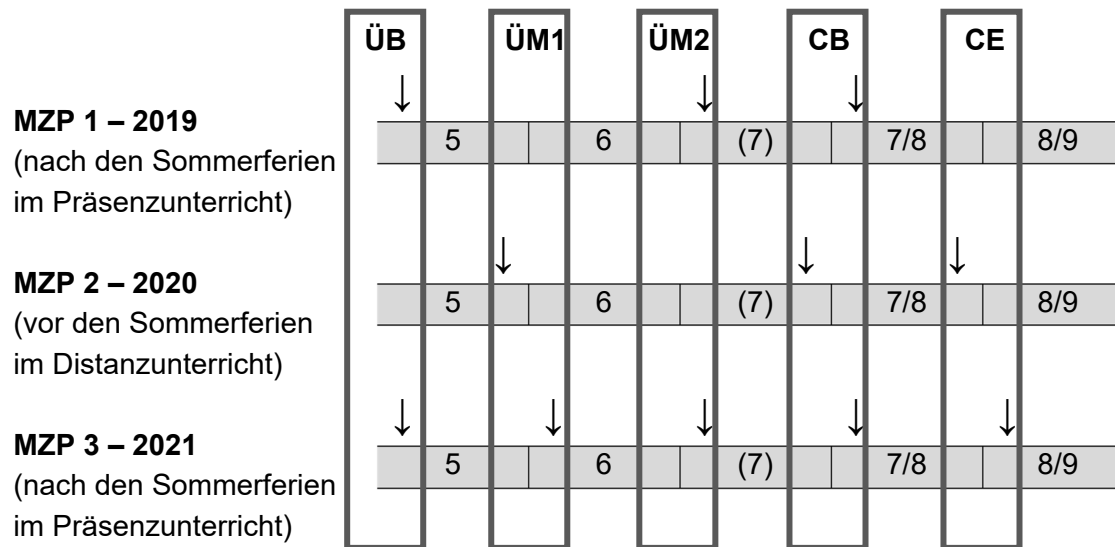 ÜB ÜM1 ÜM2 CB CE
↓ ↓ ↓
MZP 1 – 2019
5 6 (7) 7/8 8/9
(nach den Sommerferien
im Präsenzunterricht)
↓ ↓ ↓
MZP 2 – 2020
5 6 (7) 7/8 8/9
(vor den Sommerferien
im Distanzunterricht)
↓ ↓ ↓ ↓ ↓
MZP 3 – 2021
5 6 (7) 7/8 8/9
(nach den Sommerferien
im Präsenzunterricht)